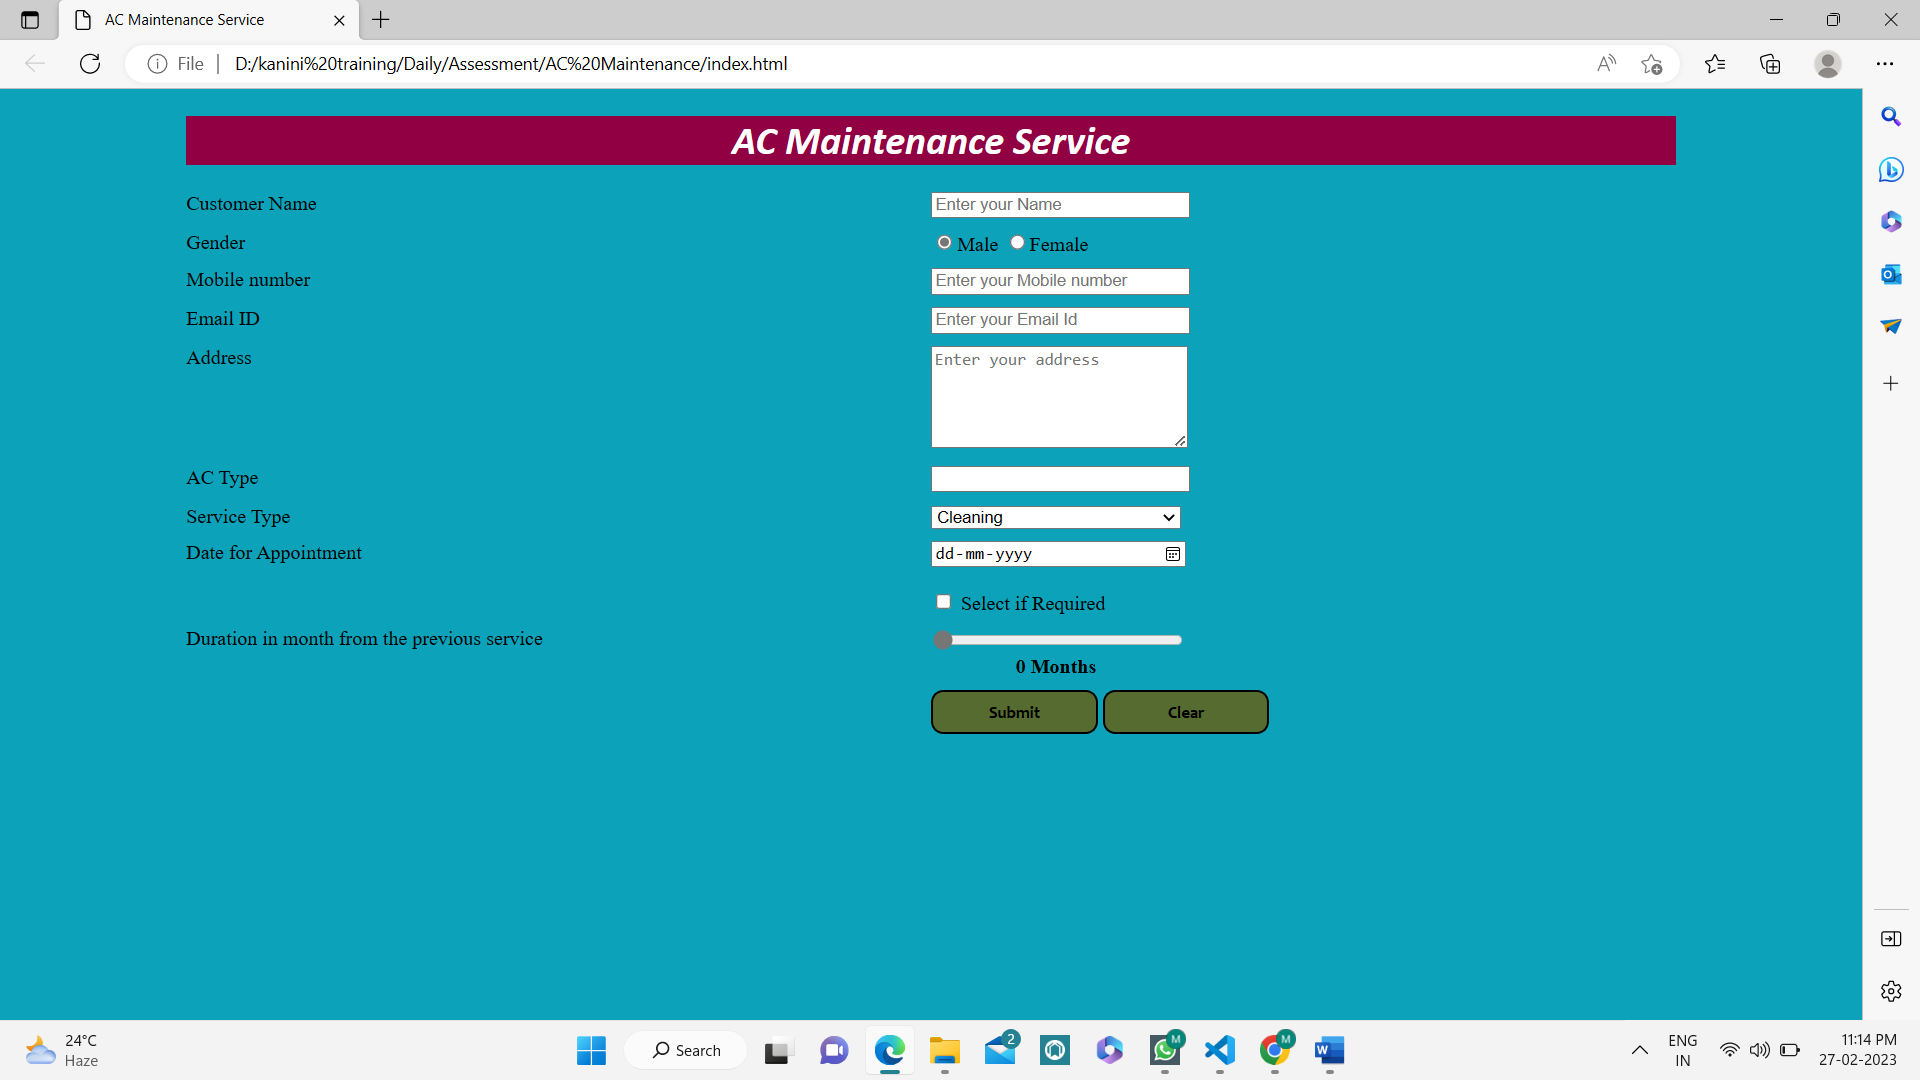 AC Maintenance Service
File
D:/kanini%20training/Daily/Assessment/AC%20Maintenance/index.html
AC Maintenance Service
Customer Name
Enter your Name
Gender
Male Female
Mobile number
Enter your Mobile number
Email ID
Enter your Email Id
Address
Enter your address
AC Type
Service Type
Cleaning
Date for Appointment
dd-mm-yyyy
Select if Required
Duration in month from the previous service
0 Months
Submit
Clear
24°C
Haze
Search
2
M
M
ENG
IN
11:14 PM
27-02-2023